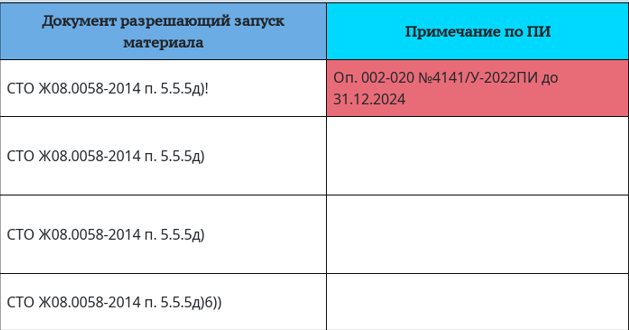 Документ разрешающий запуск
материала
Примечание по ПИ
СТО Ж08.0058-2014 п. 5.5.5д)!
Оп. 002-020 №4141/У-2022ПИ до
31.12.2024
СТО Ж08.0058-2014 п. 5.5.5д)
СТО Ж08.0058-2014 п. 5.5.5д)
СТО Ж08.0058-2014 п. 5.5.5д)6))